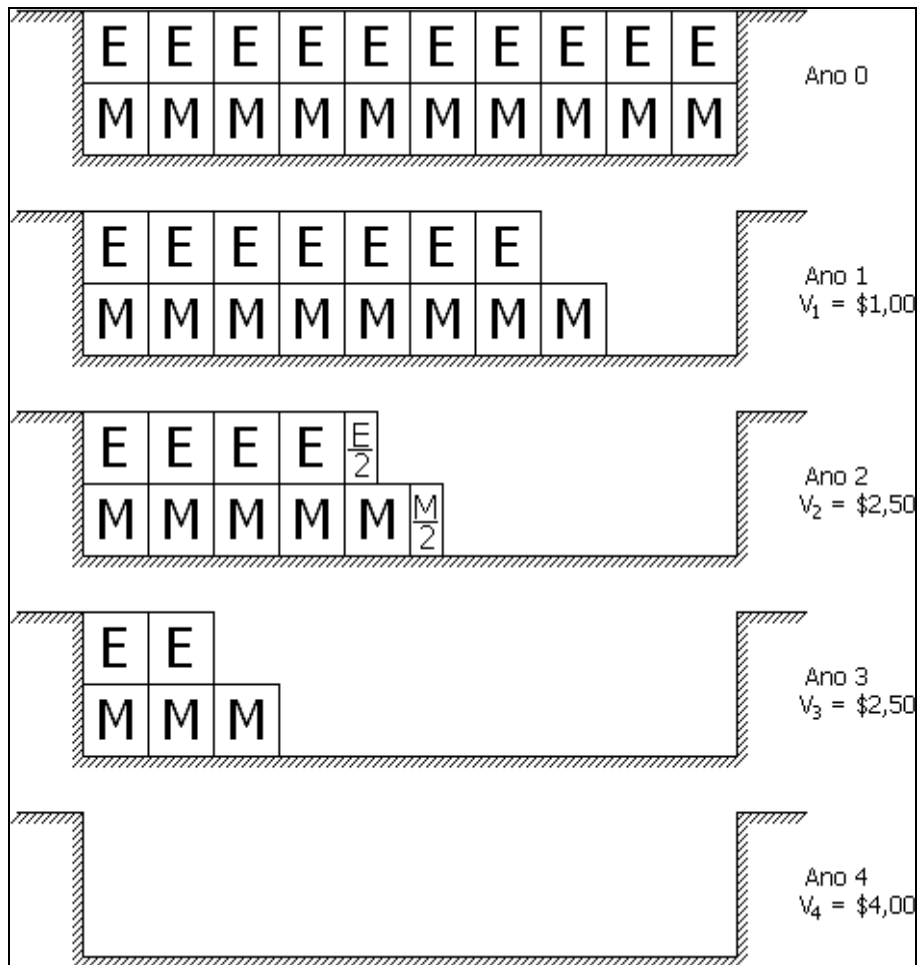 E E E E E E E E E E
M M M M M M M M M M
Ano 0
E E E E E E E
M M M M M M M M
Ano 1
V₁ = $1,00
E E E E E/2
M M M M M M/2
Ano 2
V₂ = $2,50
E E
M M M
Ano 3
V₃ = $2,50
Ano 4
V₄ = $4,00